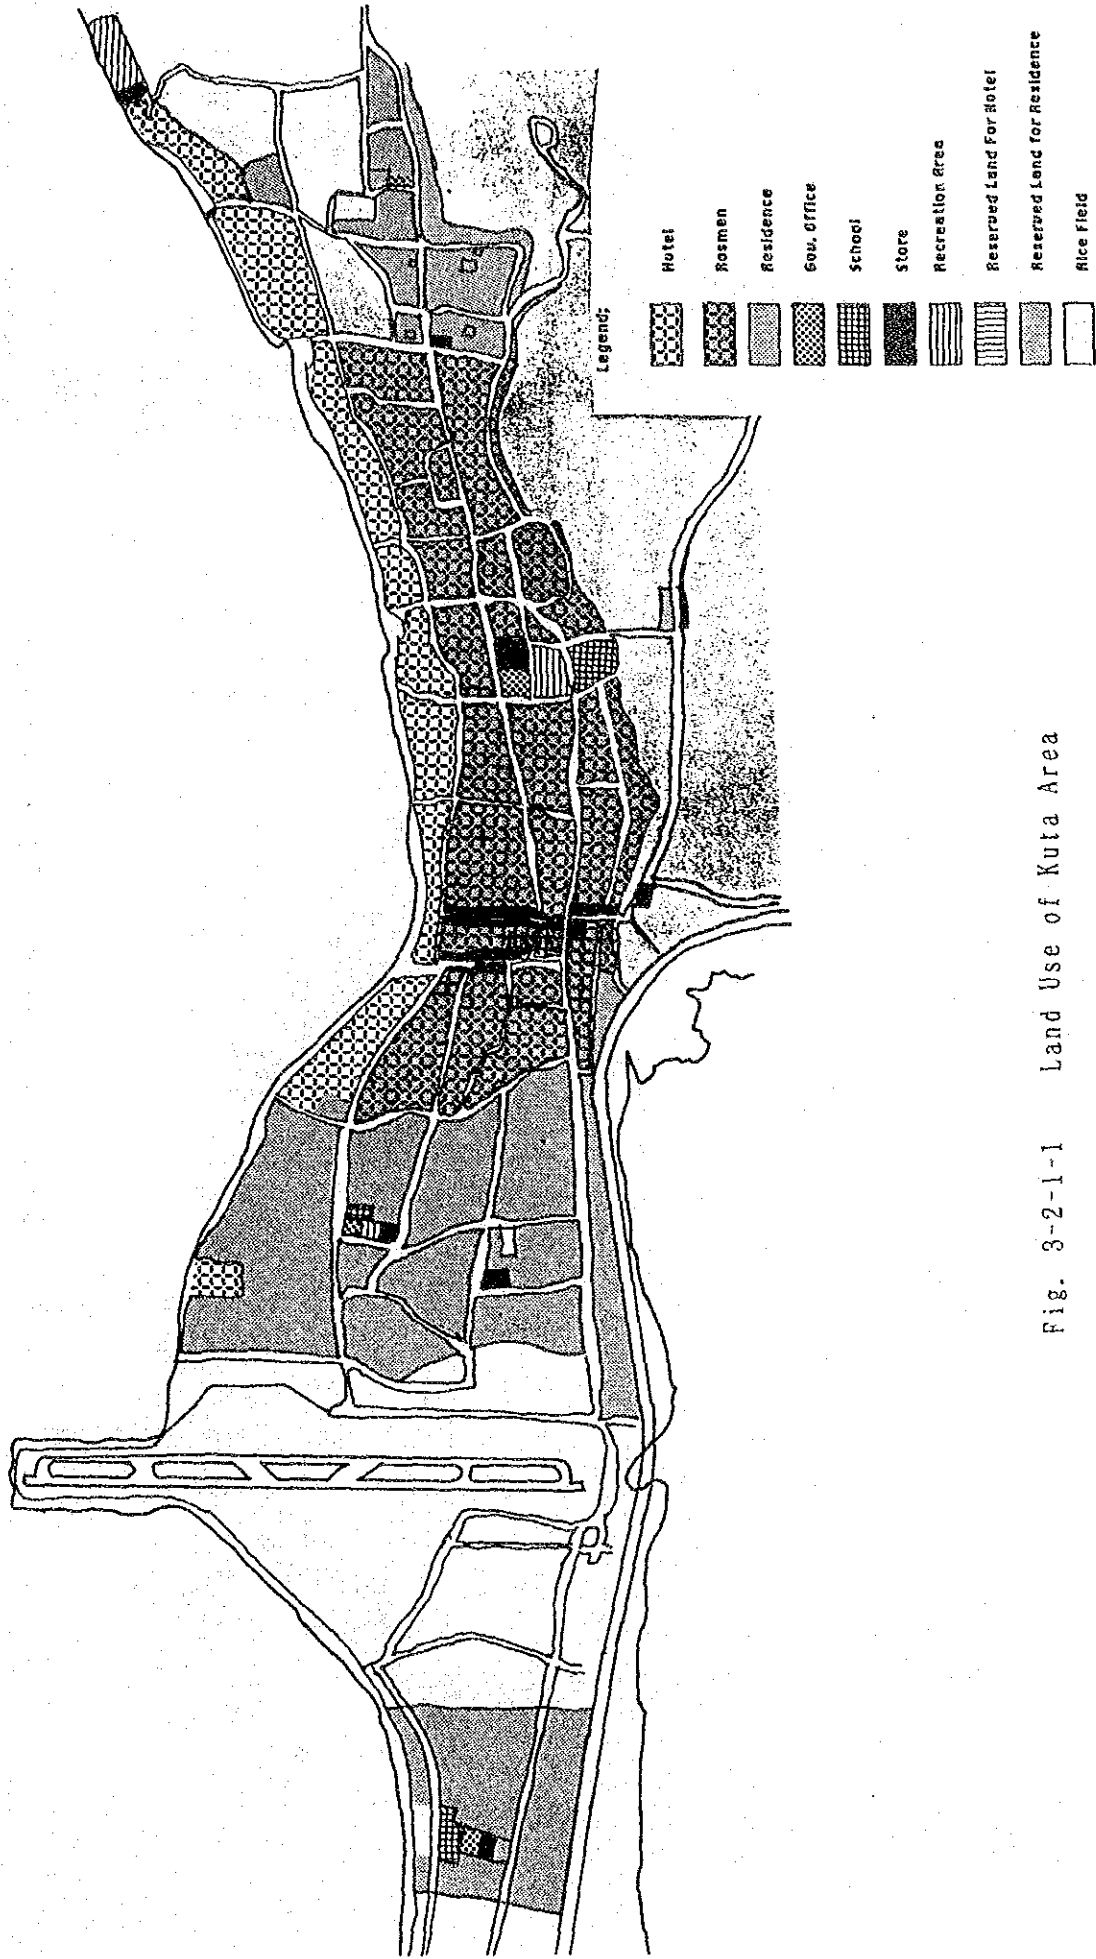 Legend;
Hotel
Rosmen
Residence
Gov. Office
School
Store
Recreation Area
Reserved Land For Hotel
Reserved Land for Residence
Rice Field
Fig. 3-2-1-1 Land Use of Kuta Area